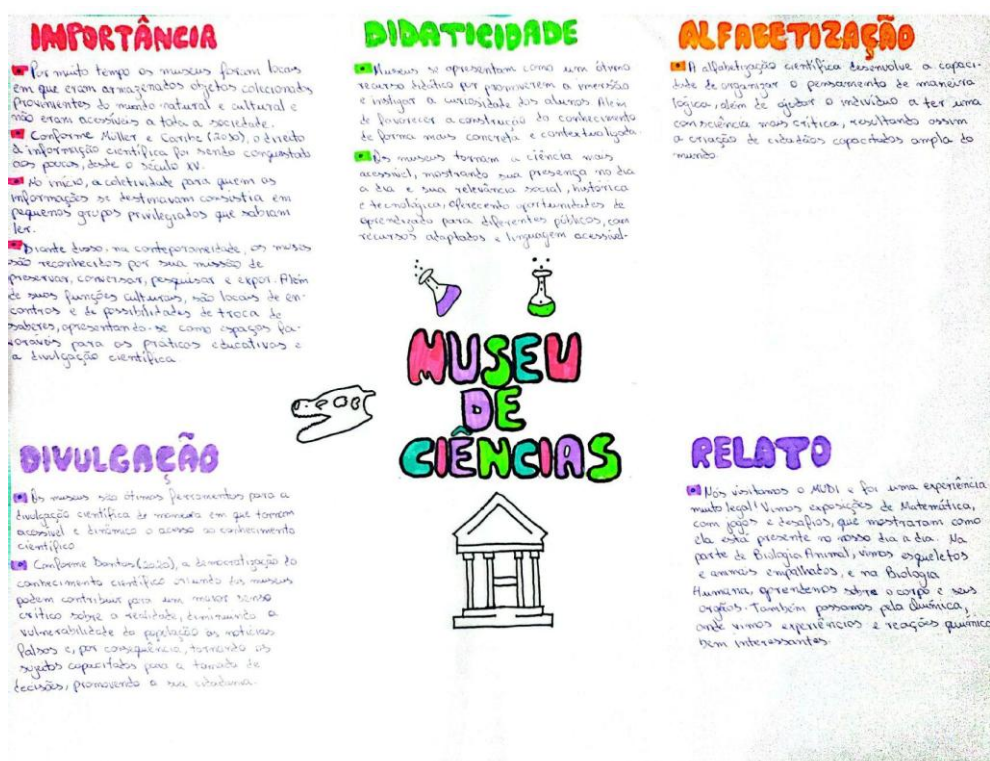 IMPORTÂNCIA
Por muito tempo os museus foram locais
em que eram armazenados objetos colecionados
provinientes do mundo natural e cultural e
não eram acessíveis a toda a sociedade.
Conforme Müller e Caribé (2010), o direito
à informação científica foi sendo conquistado
aos poucos, desde o século XV.
No início, a coletividade para quem as
informações se destinavam consistia em
pequenos grupos privilegiados que sabiam
ler.
Diante disso, na conteporaneidade, os museus
são reconhecidos por sua missão de
preservar, conversar, pesquisar e expor. Além
de suas funções culturais, são locais de en-
contros e de possibilidades de troca de
saberes, apresentando-se como espaços fa-
voráveis para as práticas educativas e
a divulgação científica
DIDATICIDADE
Museus se apresentam como um ótimo
recurso didático por promoverem a imersão
e instigar a curiosidade dos alunos. Além
de favorecer a construção do conhecimento
de forma mais concreta e contextualizada.
Os museus tornam a ciência mais
acessível, mostrando sua presença no dia
a dia e sua relevância social, histórica
e tecnológica, oferecendo oportunidades de
aprendizado para diferentes públicos, com
recursos adaptados e linguagem acessível.
ALFABETIZAÇÃO
A alfabetização científica desenvolve a capaci-
dade de organizar o pensamento de maneira
lógica, além de ajudar o indivíduo a ter uma
consciência mais crítica, resultando assim
a criação de cidadãos capacitados ampla do
mundo.
MUSEU
DE
CIÊNCIAS
DIVULGAÇÃO
Os museus são ótimas ferramentas para a
divulgação científica de maneira em que tornam
acessível e dinâmico o acesso ao conhecimento
científico
Conforme Santos (2020), a democratização do
conhecimento científico oriundo dos museus
podem contribuir para um maior senso
crítico sobre a realidade, diminuindo a
vulnerabilidade da população às notícias
falsas e, por consequência, tornando os
sujeitos capacitados para a tomada de
decisões, promovendo a sua cidadania.
RELATO
Nós visitamos o MUDI e foi uma experiência
muito legal! Vimos exposições de Matemática,
com jogos e desafios, que mostraram como
ela está presente no nosso dia a dia. Na
parte de Biologia Animal, vimos esqueletos
e animais empalhados, e na Biologia
Humana, aprendemos sobre o corpo e seus
orgãos. Também passamos pela Química,
onde vimos experiências e reações químicas
bem interessantes.